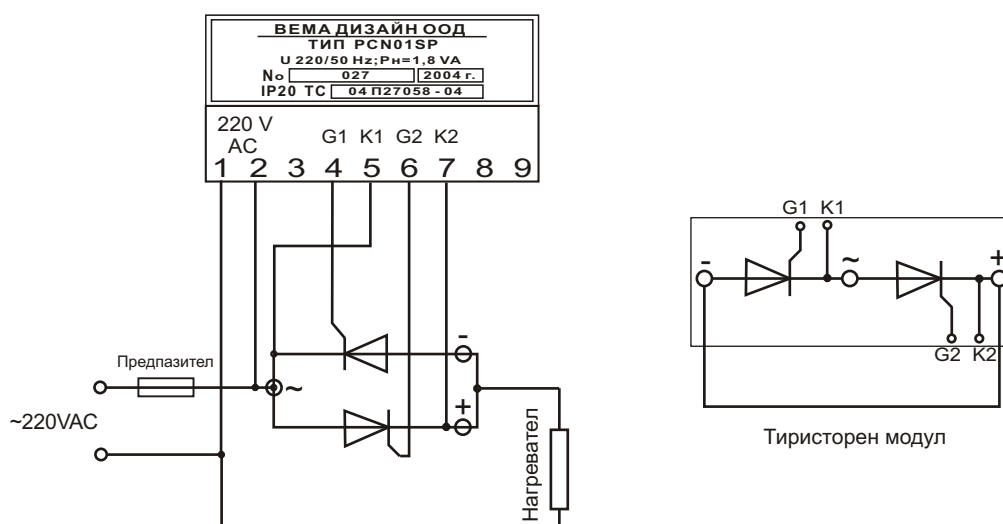 ВЕМА ДИЗАЙН ООД
ТИП PCN01SP
U 220/50 Hz;Pн=1,8 VA
No 027 2004 г.
IP20 TC 04 П27058 - 04
220 V
AC
G1 K1 G2 K2
1 2 3 4 5 6 7 8 9
Предпазител
~220VAC
~
-
+
Нагревател
G1 K1
- ~ +
G2 K2
Тиристорен модул